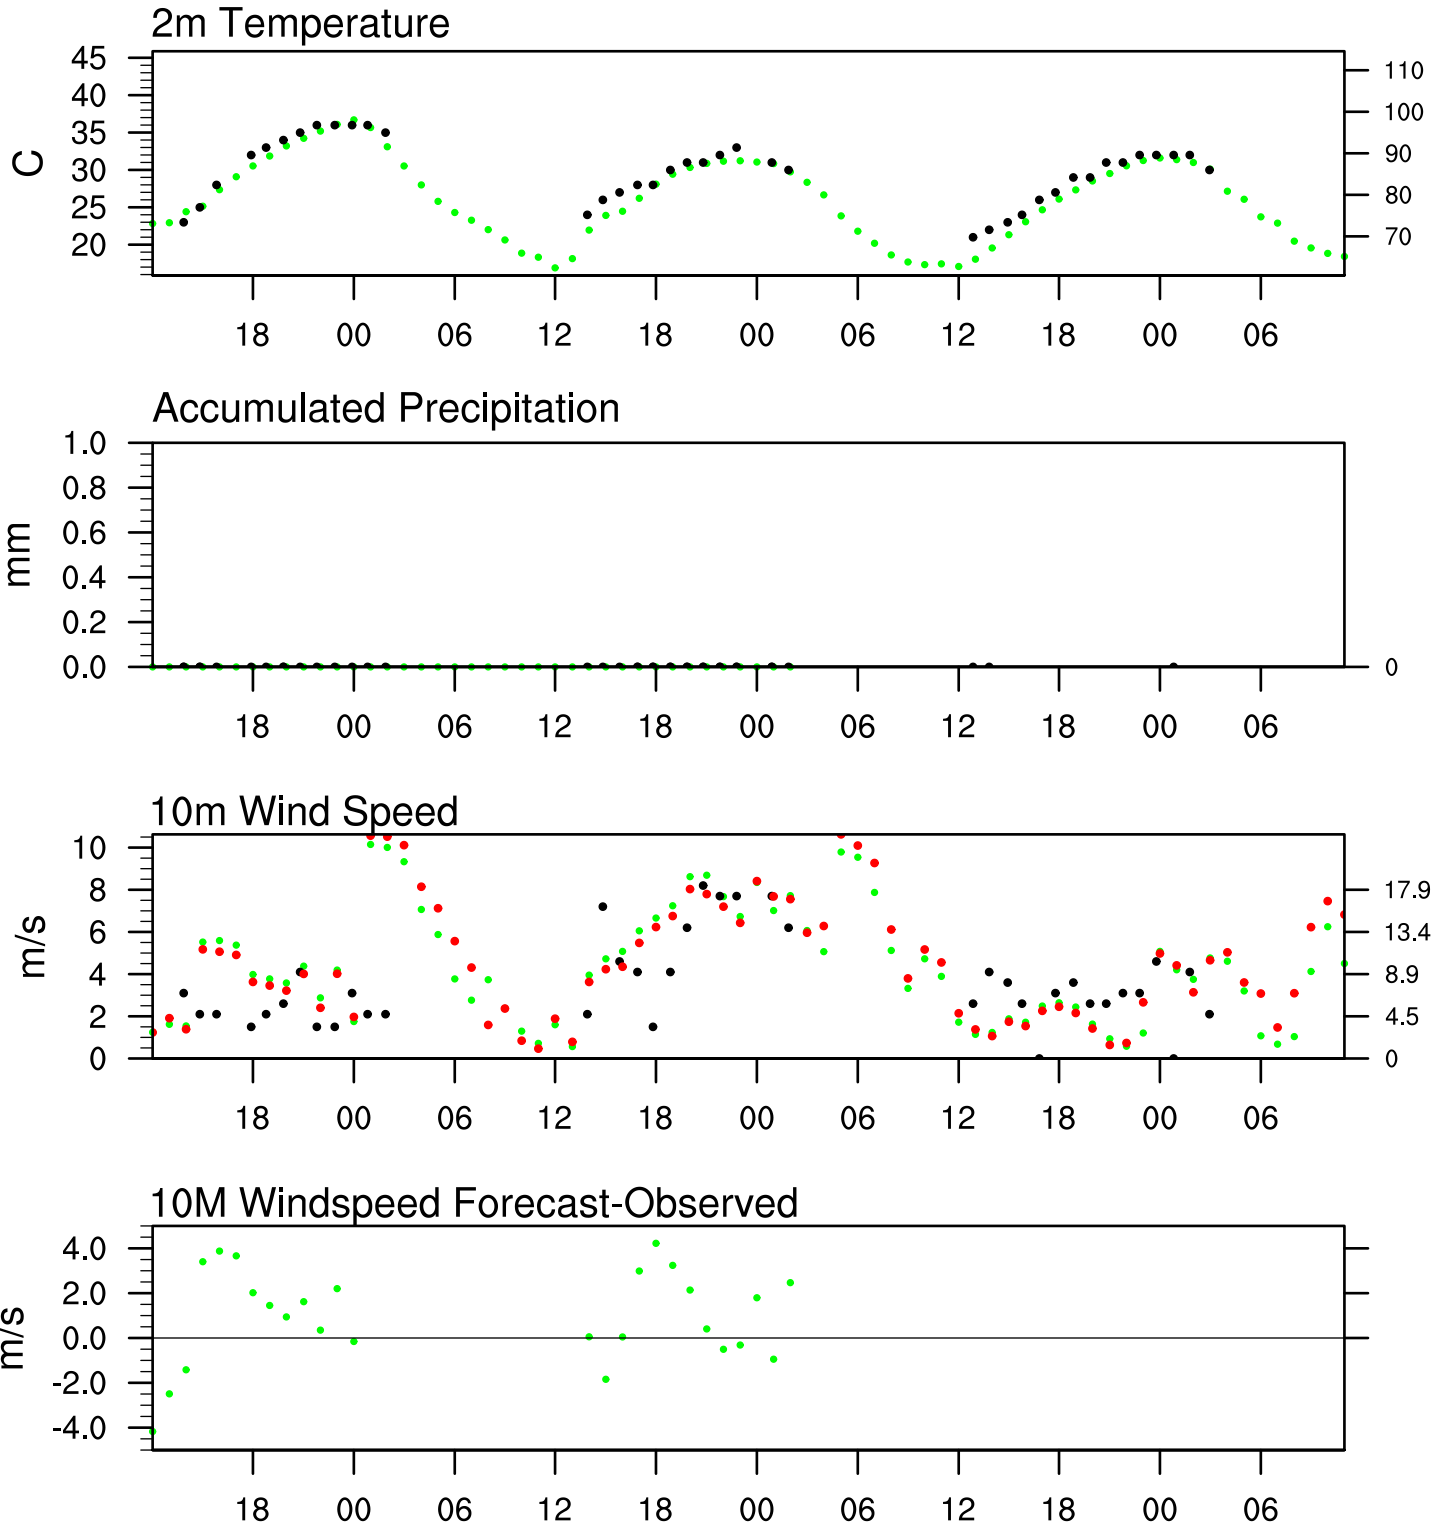 2m Temperature
45
40
35
30
25
20
C
110
100
90
80
70
18 00 06 12 18 00 06 12 18 00 06
Accumulated Precipitation
1.0
0.8
0.6
0.4
0.2
0.0
mm
0
18 00 06 12 18 00 06 12 18 00 06
10m Wind Speed
10
8
6
4
2
0
m/s
17.9
13.4
8.9
4.5
0
18 00 06 12 18 00 06 12 18 00 06
10M Windspeed Forecast-Observed
4.0
2.0
0.0
-2.0
-4.0
m/s
18 00 06 12 18 00 06 12 18 00 06